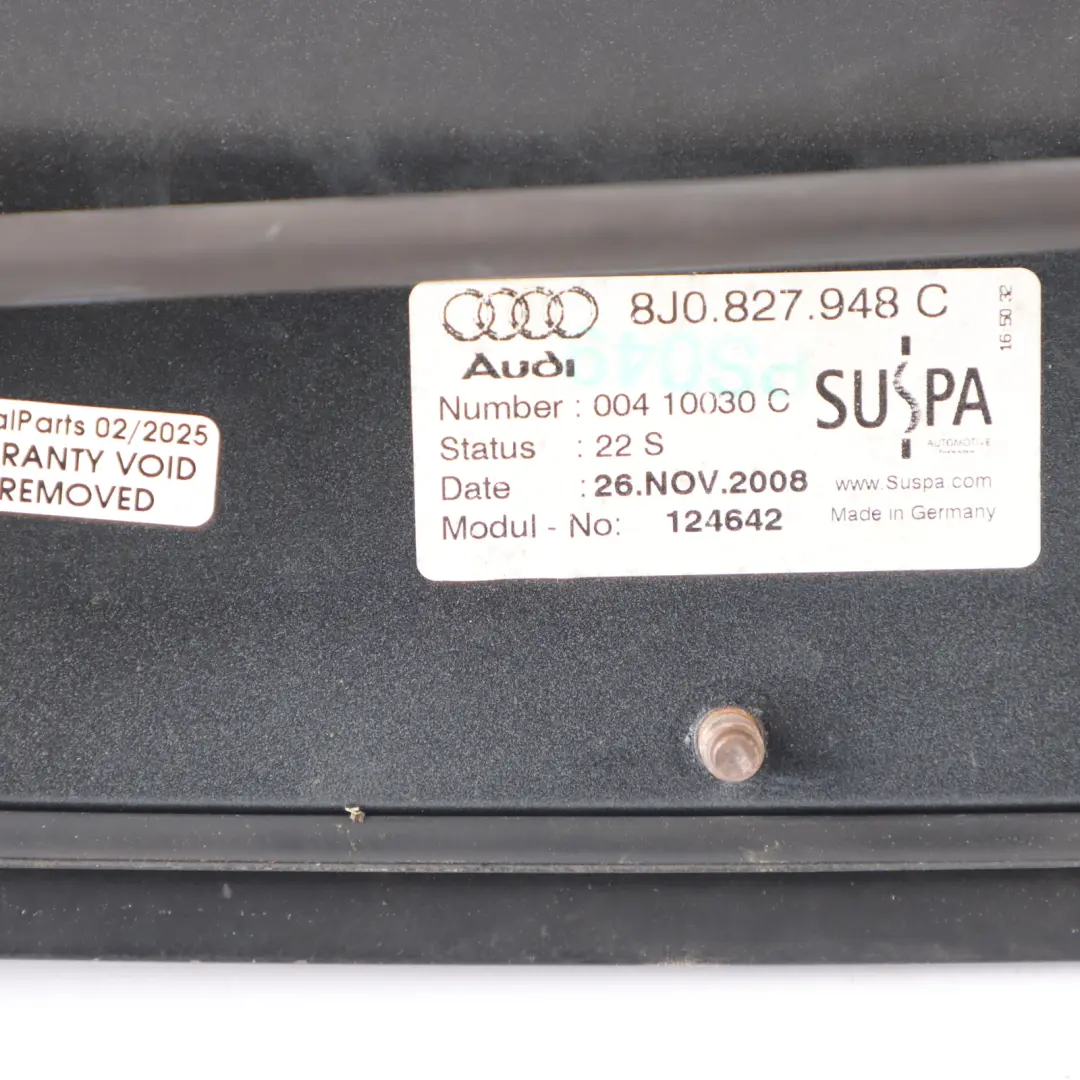 8J0.827.948 C
16 50 32
Audi
Number : 004 10030 C
Status : 22 S
Date : 26.NOV.2008
Modul - No: 124642
SUSPA
AUTOMOTIVE
www.Suspa.com
Made in Germany
alParts 02/2025
RANTY VOID
REMOVED